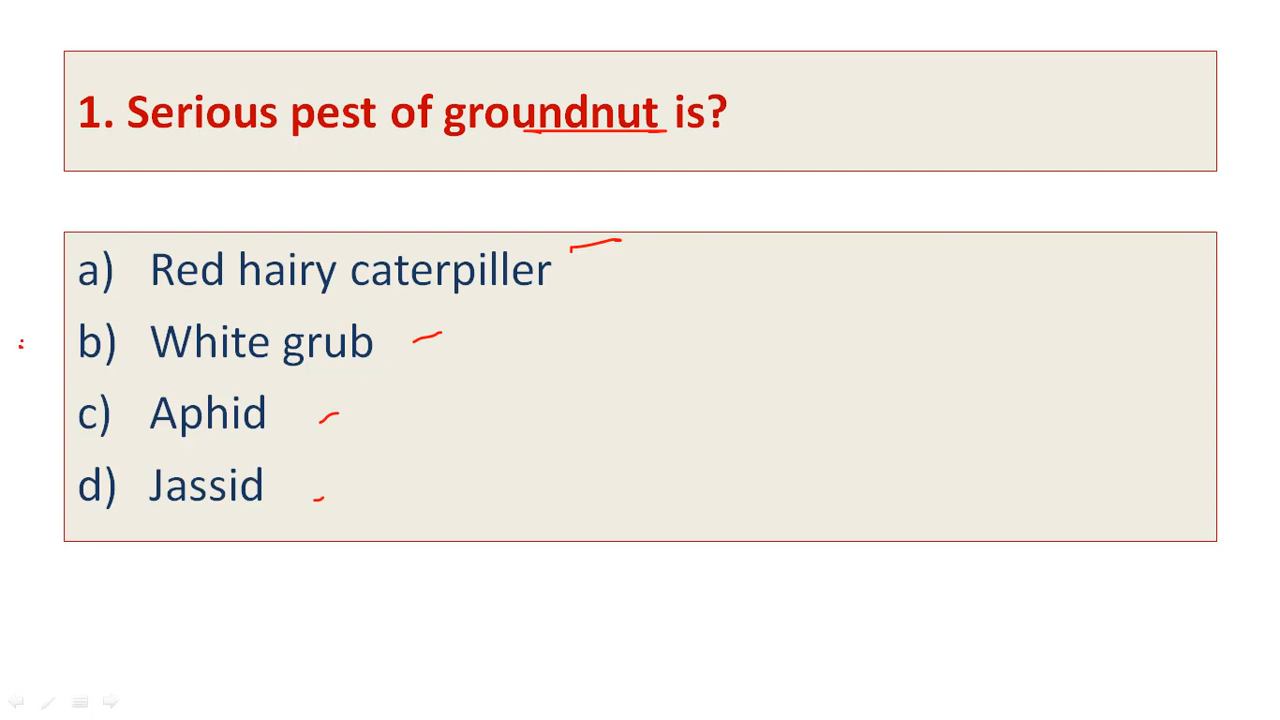 1. Serious pest of groundnut is?
a) Red hairy caterpiller
b) White grub
c) Aphid
d) Jassid